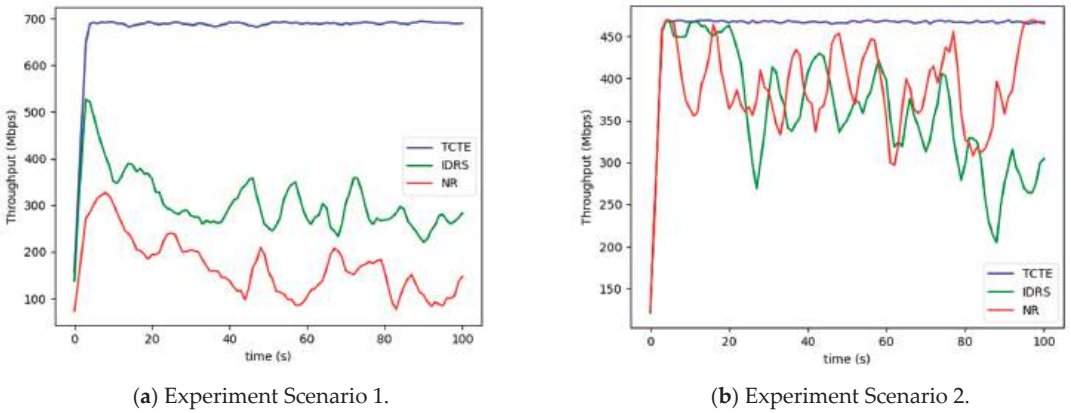 700
600
500
400
300
200
100
Throughput (Mbps)
TCTE
IDRS
NR
0
20
40
60
80
100
time (s)
(a) Experiment Scenario 1.
450
400
350
300
250
200
150
Throughput (Mbps)
TCTE
IDRS
NR
0
20
40
60
80
100
time (s)
(b) Experiment Scenario 2.